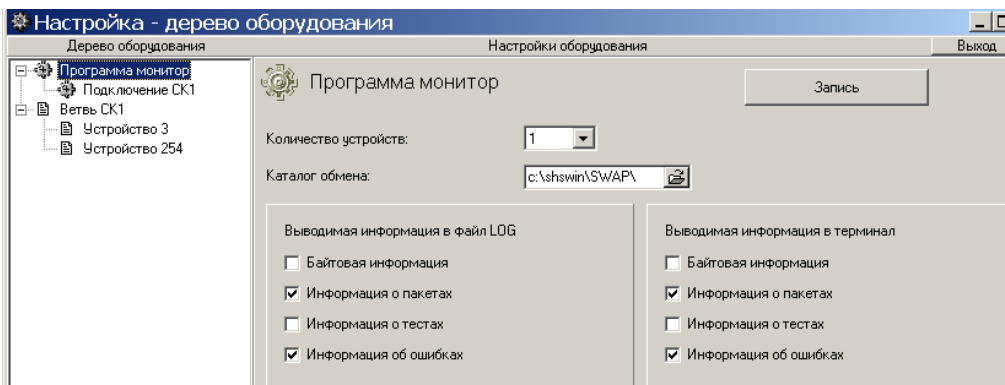 Настройка - дерево оборудования
Дерево оборудования Настройки оборудования Выход
Программа монитор
Подключение СК1
Ветвь СК1
Устройство 3
Устройство 254
Программа монитор
Запись
Количество устройств: 1
Каталог обмена: c:\shswin\SWAP\
Выводимая информация в файл LOG
Байтовая информация
Информация о пакетах
Информация о тестах
Информация об ошибках
Выводимая информация в терминал
Байтовая информация
Информация о пакетах
Информация о тестах
Информация об ошибках